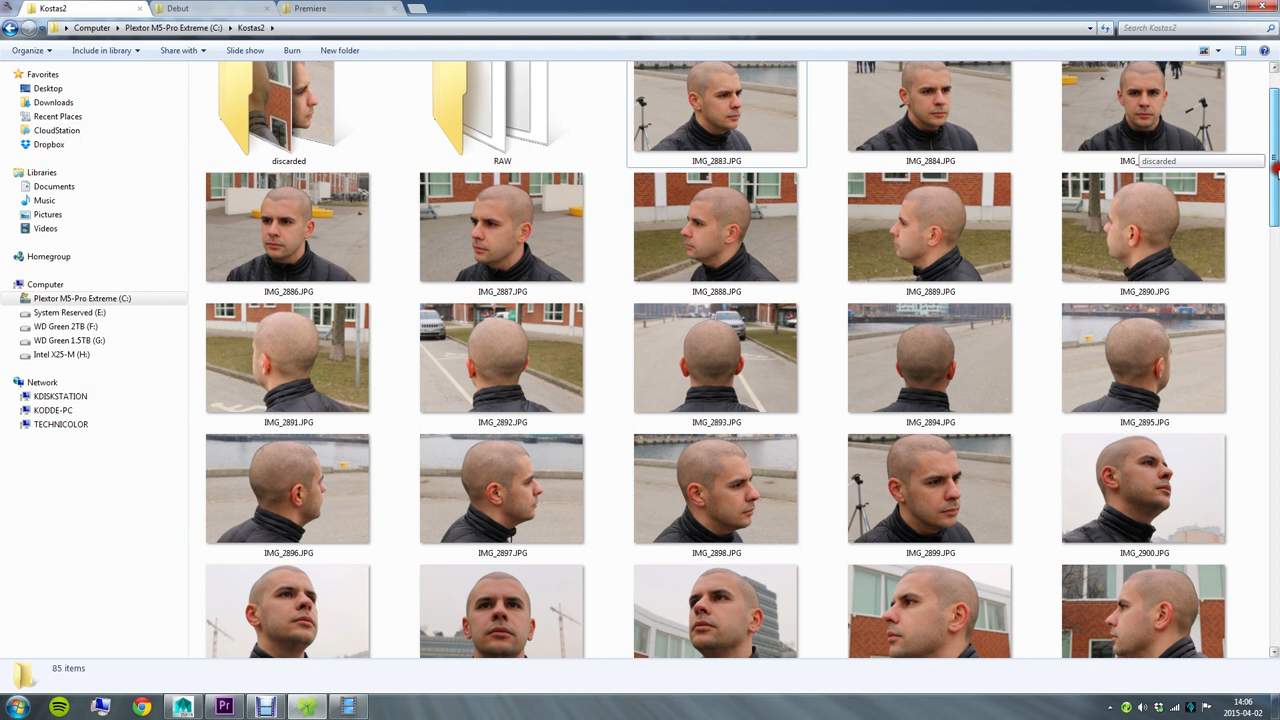 Kostas2
Debut
Premiere
Computer
Plextor M5-Pro Extreme (C:)
Kostas2
Search Kostas2
Organize
Include in library
Share with
Slide show
Burn
New folder
Favorites
Desktop
Downloads
Recent Places
CloudStation
Dropbox
Libraries
Documents
Music
Pictures
Videos
Homegroup
Computer
Plextor M5-Pro Extreme (C:)
System Reserved (E:)
WD Green 2TB (F:)
WD Green 1.5TB (G:)
Intel X25-M (H:)
Network
KDISKSTATION
KODDE-PC
TECHNICOLOR
discarded
RAW
IMG_2883.JPG
IMG_2884.JPG
IMG_
discarded
IMG_2886.JPG
IMG_2887.JPG
IMG_2888.JPG
IMG_2889.JPG
IMG_2890.JPG
IMG_2891.JPG
IMG_2892.JPG
IMG_2893.JPG
IMG_2894.JPG
IMG_2895.JPG
IMG_2896.JPG
IMG_2897.JPG
IMG_2898.JPG
IMG_2899.JPG
IMG_2900.JPG
85 items
Pr
14:06
2015-04-02